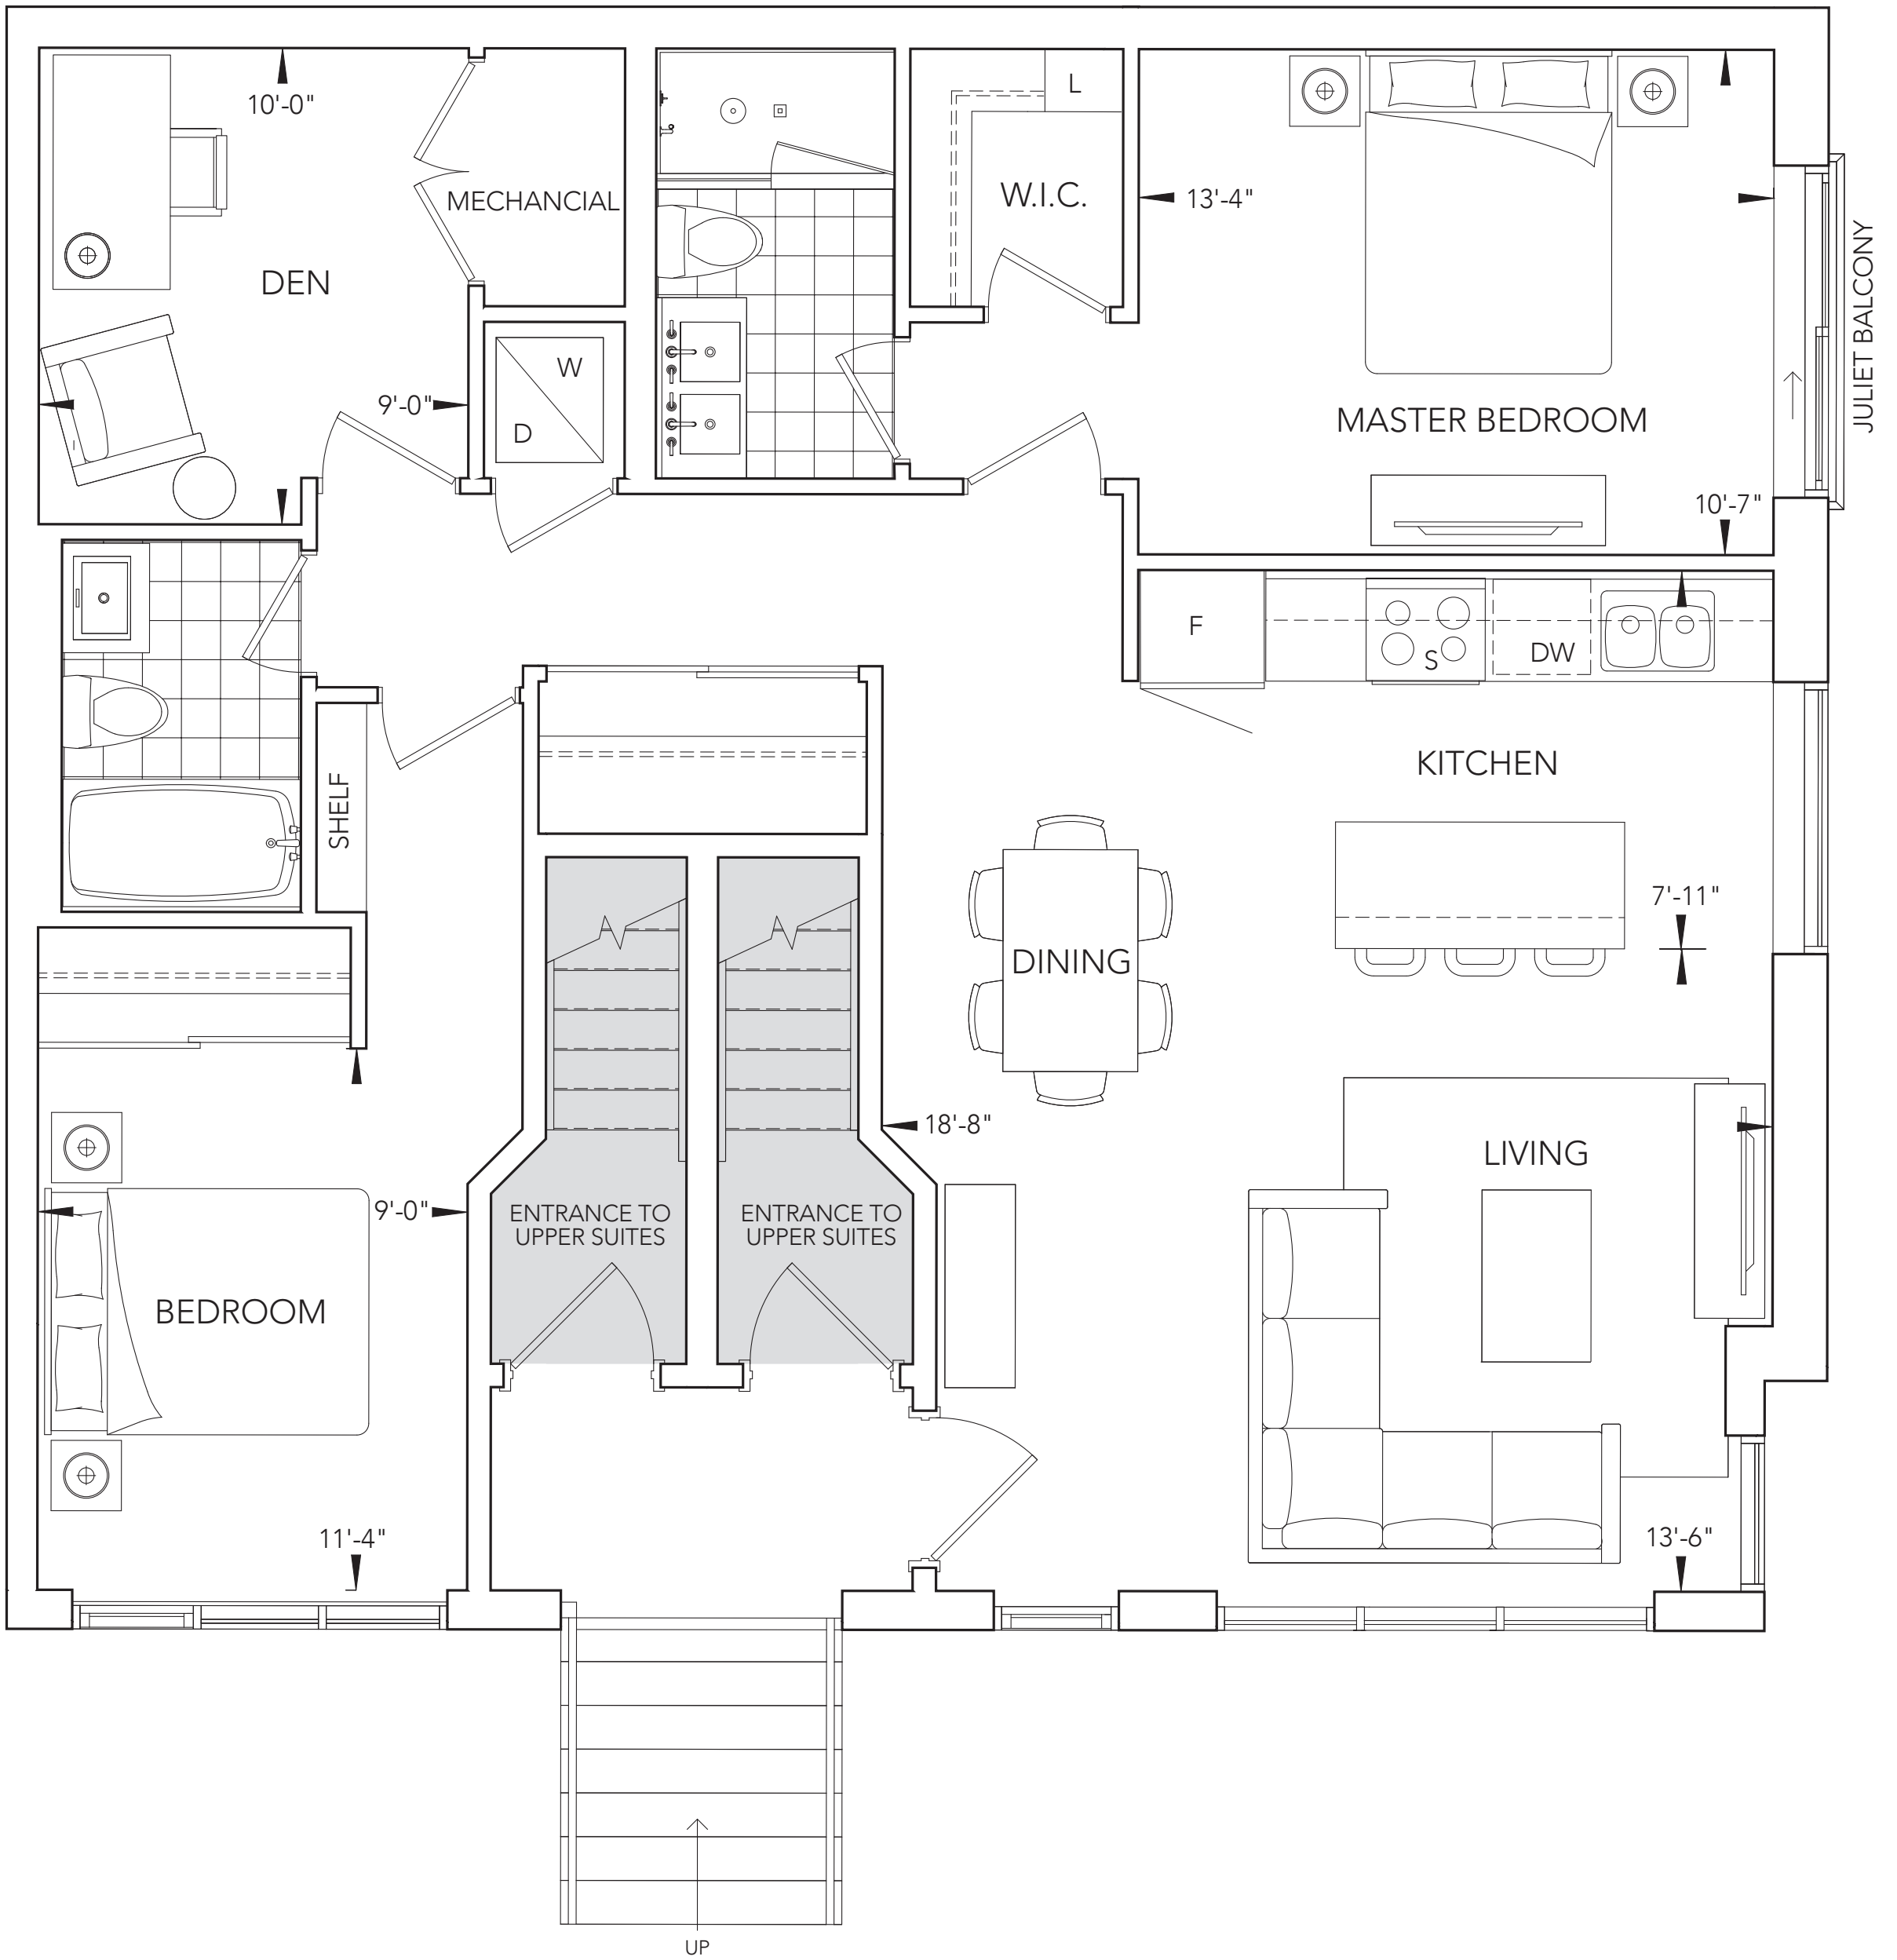 10'-0"
L
MECHANCIAL
W.I.C.
13'-4"
DEN
JULIET BALCONY
W
9'-0"
D
MASTER BEDROOM
10'-7"
F
S
DW
KITCHEN
SHELF
7'-11"
DINING
18'-8"
LIVING
9'-0"
ENTRANCE TO
UPPER SUITES
ENTRANCE TO
UPPER SUITES
BEDROOM
11'-4"
13'-6"
UP